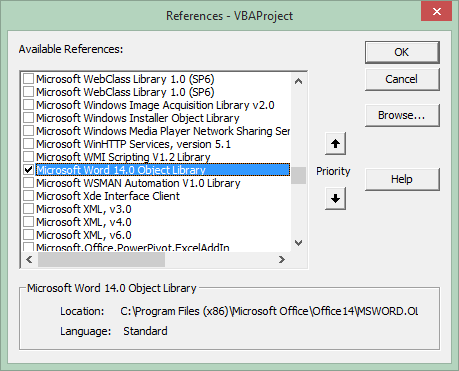 References - VBAProject
Available References:
OK
Microsoft WebClass Library 1.0 (SP6)
Microsoft WebClass Library 1.0 (SP6)
Cancel
Microsoft Windows Image Acquisition Library v2.0
Microsoft Windows Installer Object Library
Browse...
Microsoft Windows Media Player Network Sharing Ser
Microsoft WinHTTP Services, version 5.1
Microsoft WMI Scripting V1.2 Library
Microsoft Word 14.0 Object Library
Priority
Help
Microsoft WSMAN Automation V1.0 Library
Microsoft Xde Interface Client
Microsoft XML, v3.0
Microsoft XML, v4.0
Microsoft XML, v6.0
Microsoft.Office.PowerPivot.ExcelAddIn
Microsoft Word 14.0 Object Library
Location: C:\Program Files (x86)\Microsoft Office\Office14\MSWORD.OL
Language: Standard